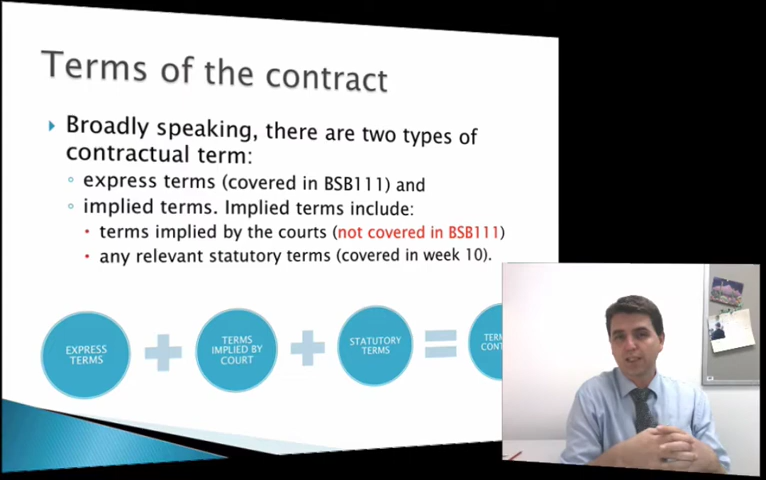 Terms of the contract
Broadly speaking, there are two types of
contractual term:
express terms (covered in BSB111) and
implied terms. Implied terms include:
terms implied by the courts (not covered in BSB111)
any relevant statutory terms (covered in week 10).
EXPRESS
TERMS
+
TERMS
IMPLIED BY
COURT
+
STATUTORY
TERMS
=